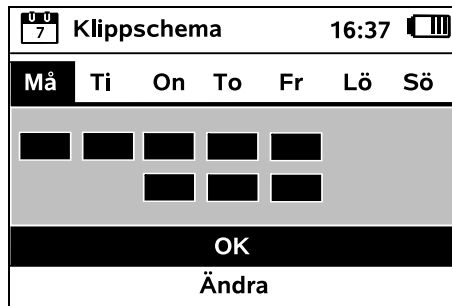 7 Klippschema 16:37
Må Ti On To Fr Lö Sö
OK
Ändra